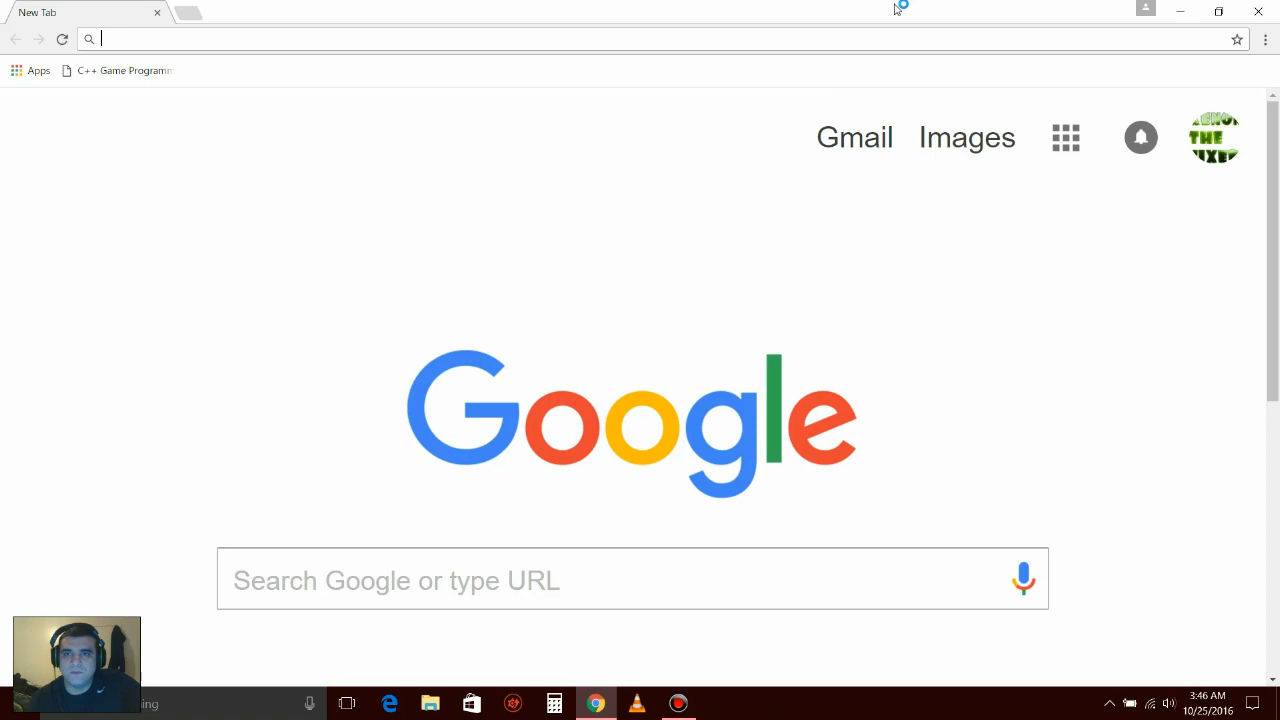 New Tab
Apps
C++ Game Programm
Gmail Images
THE
Google
Search Google or type URL
ing
3:46 AM
10/25/2016